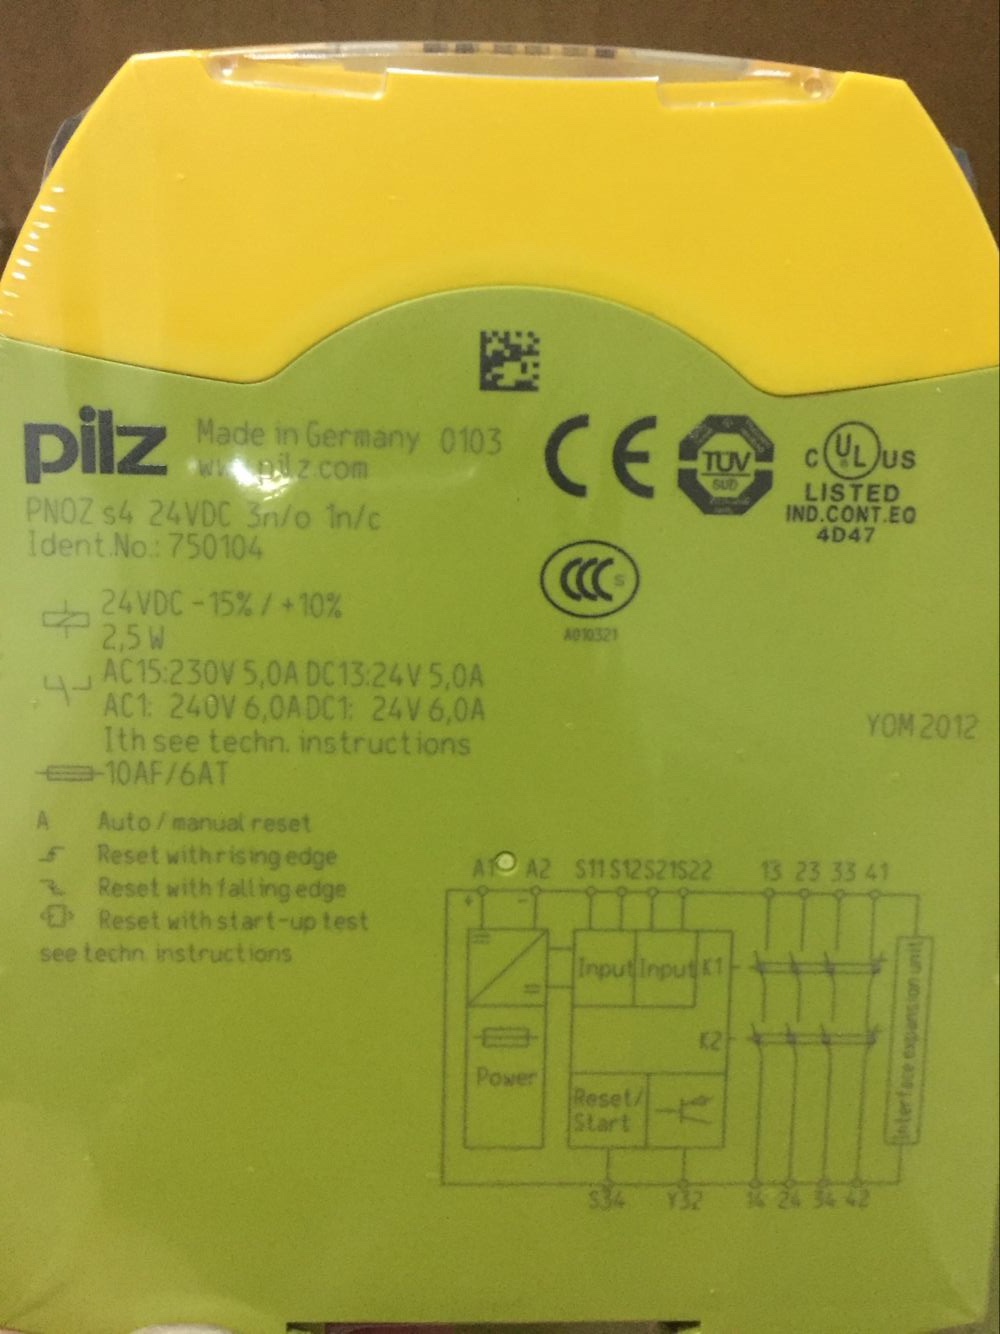 pilz
Made in Germany 0103
www.pilz.com
PNOZ s4 24VDC 3n/o 1n/c
Ident.No.: 750104
24VDC -15% / +10%
2,5 W
AC15:230V 5,0A DC13:24V 5,0A
AC1: 240V 6,0A DC1: 24V 6,0A
Ith see techn. instructions
10AF/6AT
A Auto / manual reset
Reset with rising edge
Reset with falling edge
Reset with start-up test
see techn. instructions
CE
TÜV
SÜD
C UL US
LISTED
IND.CONT.EQ
4D47
CCC S
A010321
YOM 2012
A1 A2 S11 S12 S21 S22 13 23 33 41
+ -
Input Input K1
K2
Power
Reset/
Start
Interface expansion unit
S34 Y32 14 24 34 42